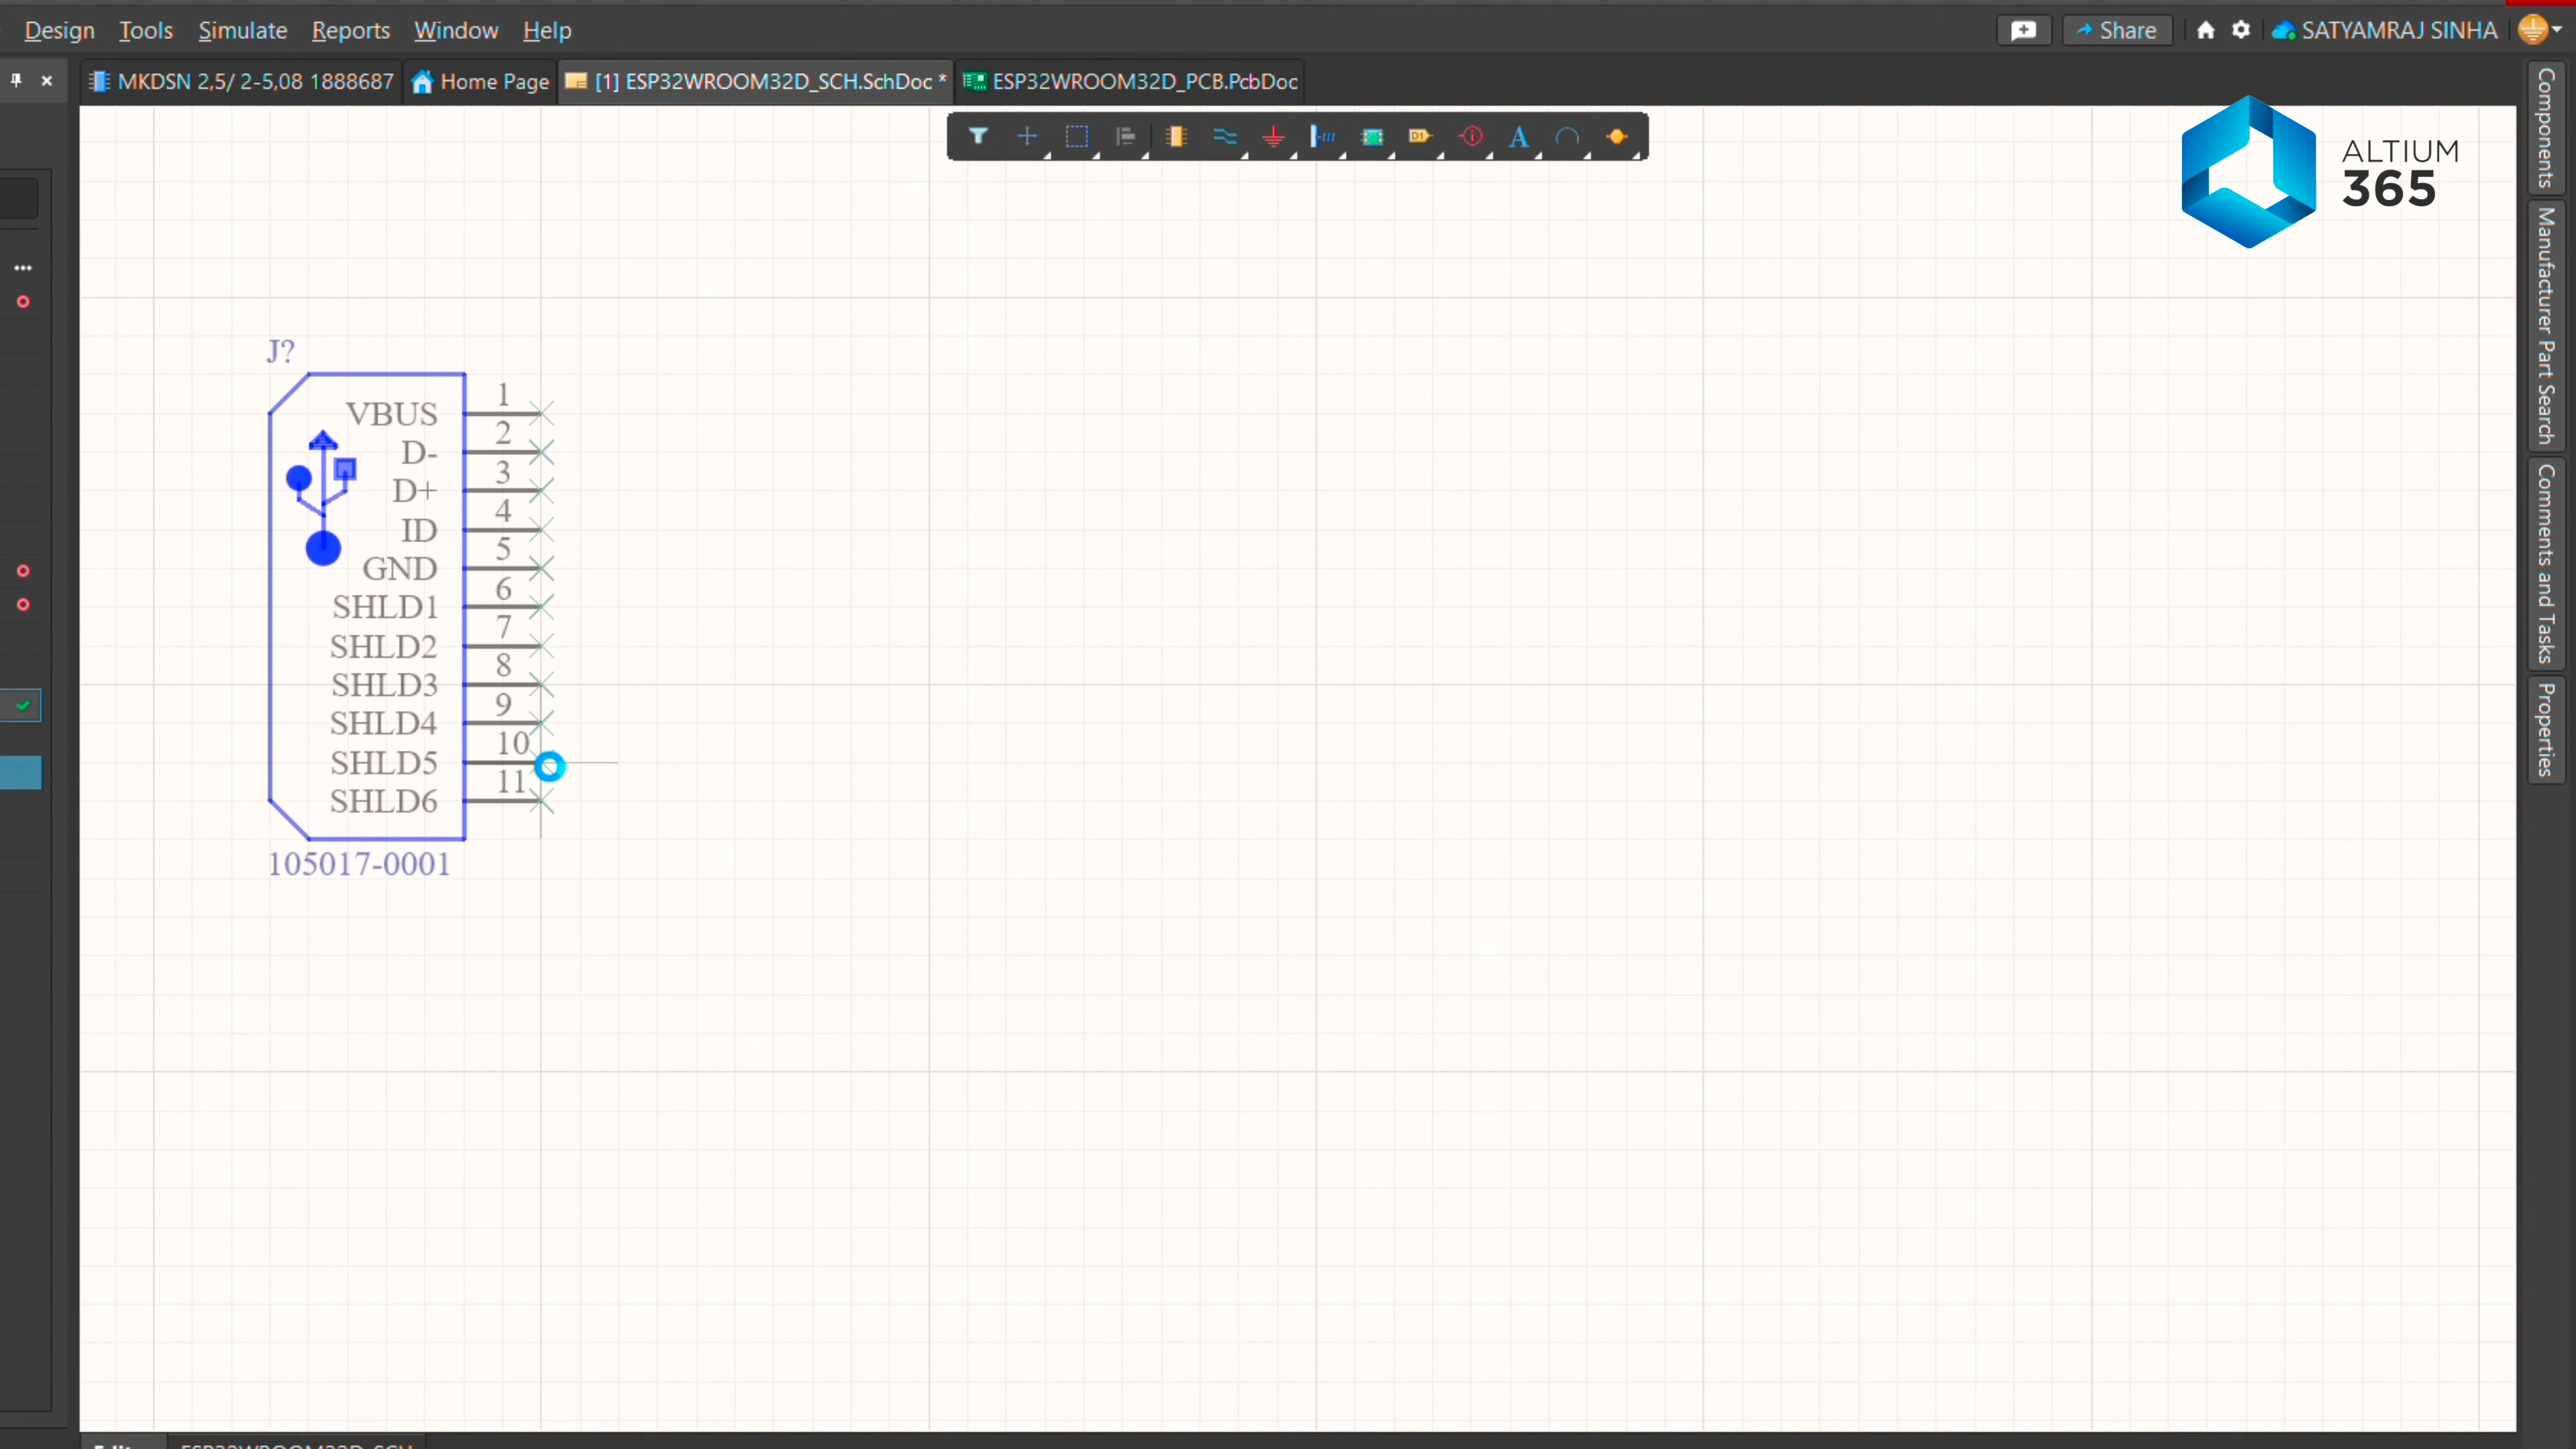 Design Tools Simulate Reports Window Help
Share
SATYAMRAJ SINHA
MKDSN 2,5/ 2-5,08 1888687
Home Page
[1] ESP32WROOM32D_SCH.SchDoc *
ESP32WROOM32D_PCB.PcbDoc
D1
A
ALTIUM
365
Components
Manufacturer Part Search
Comments and Tasks
Properties
J?
VBUS 1
D- 2
D+ 3
ID 4
GND 5
SHLD1 6
SHLD2 7
SHLD3 8
SHLD4 9
SHLD5 10
SHLD6 11
105017-0001
ESP32WROOM32D_SCH